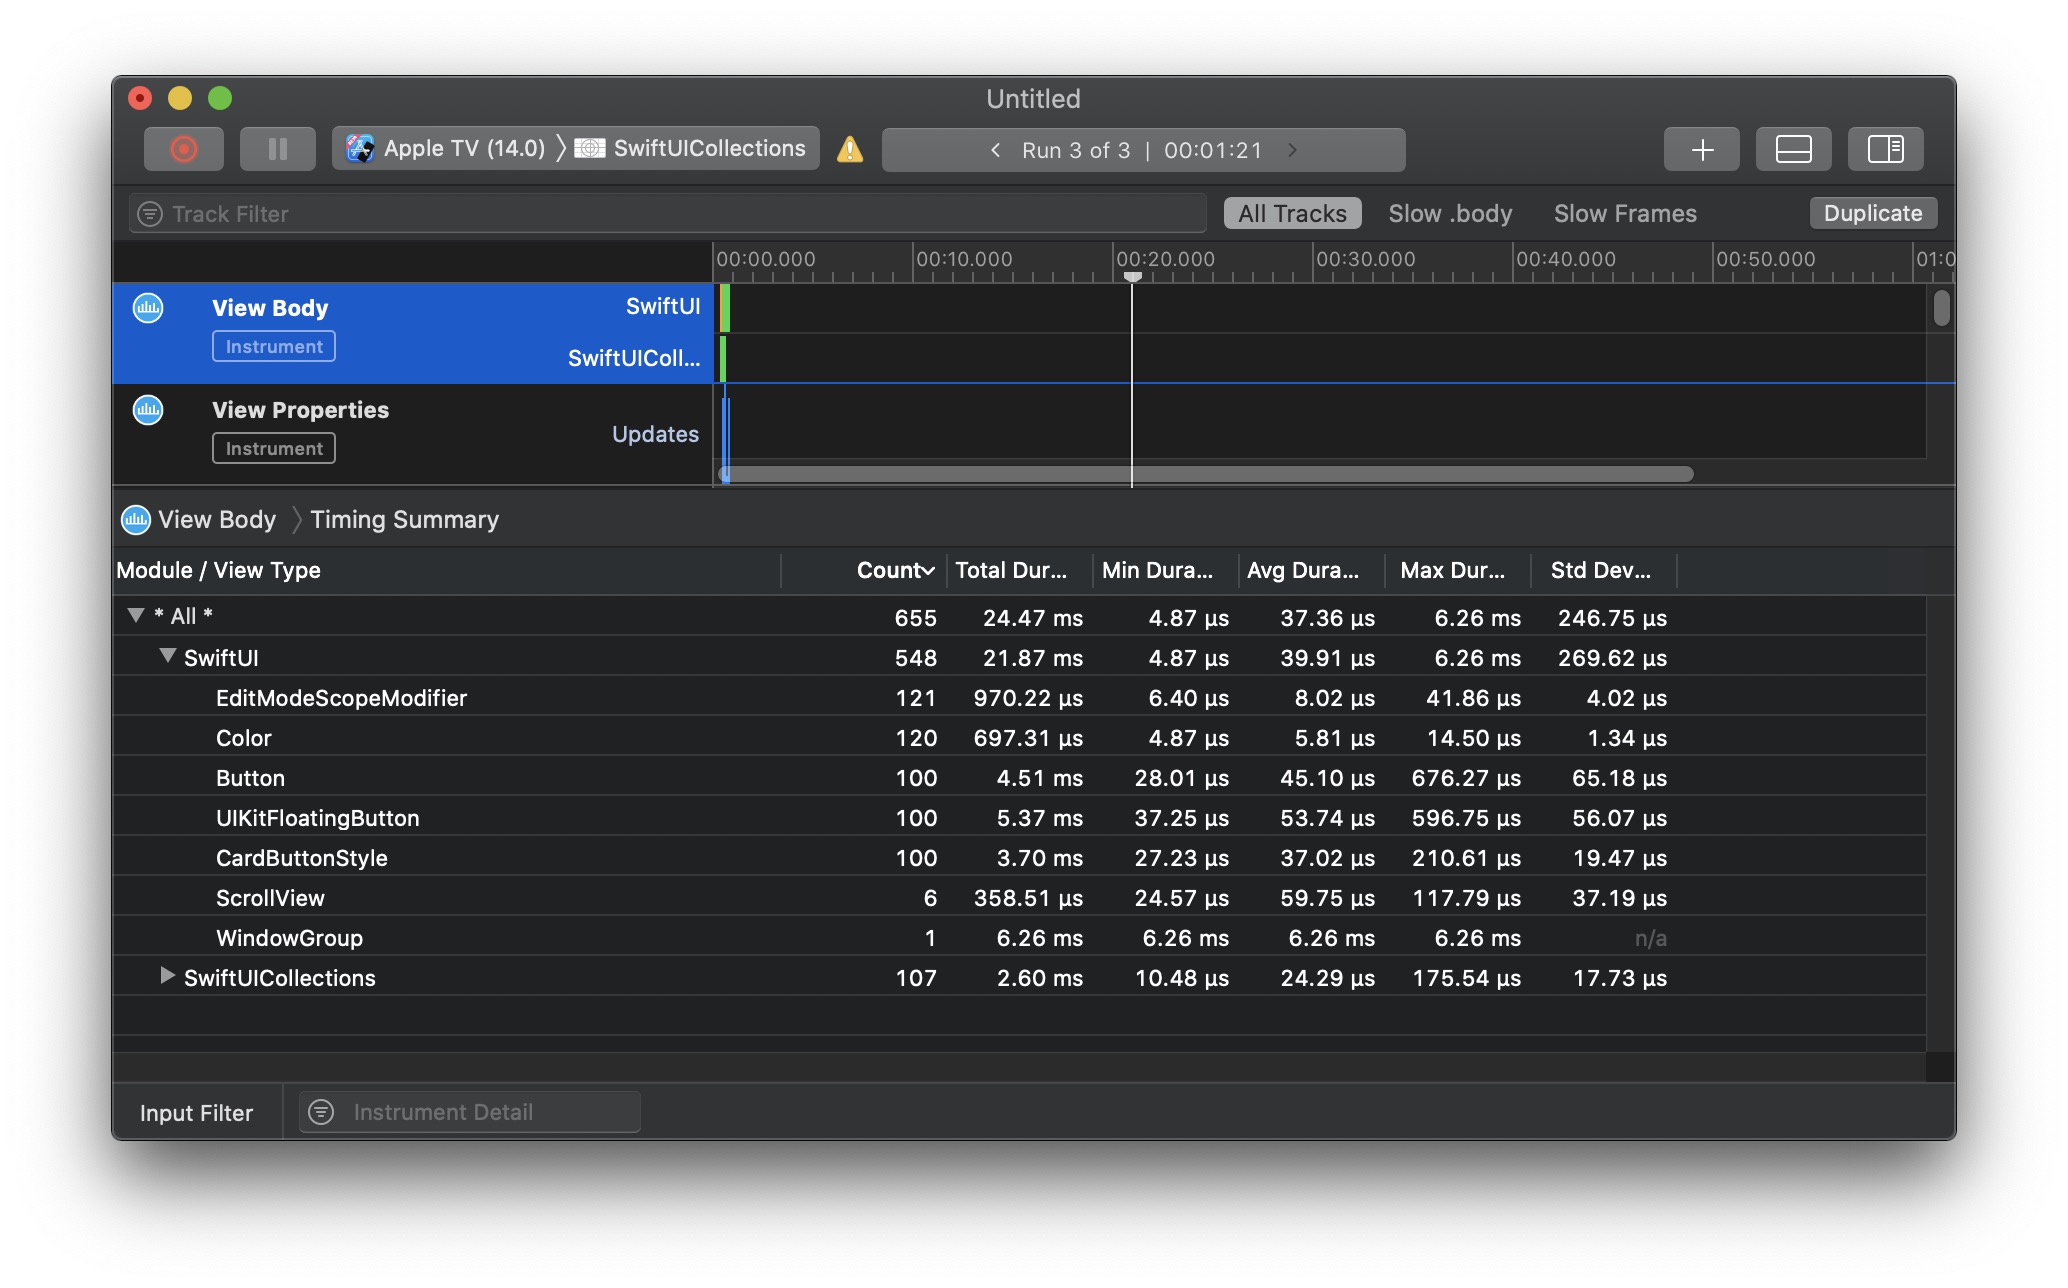 Untitled
Apple TV (14.0) 〉 SwiftUICollections
Run 3 of 3 | 00:01:21
Track Filter
All Tracks Slow .body Slow Frames Duplicate
00:00.000 00:10.000 00:20.000 00:30.000 00:40.000 00:50.000 01:0
View Body SwiftUI
Instrument
SwiftUIColl...
View Properties
Updates
Instrument
View Body 〉 Timing Summary
Module / View Type Count Total Dur... Min Dura... Avg Dura... Max Dur... Std Dev...
* All * 655 24.47 ms 4.87 µs 37.36 µs 6.26 ms 246.75 µs
SwiftUI 548 21.87 ms 4.87 µs 39.91 µs 6.26 ms 269.62 µs
EditModeScopeModifier 121 970.22 µs 6.40 µs 8.02 µs 41.86 µs 4.02 µs
Color 120 697.31 µs 4.87 µs 5.81 µs 14.50 µs 1.34 µs
Button 100 4.51 ms 28.01 µs 45.10 µs 676.27 µs 65.18 µs
UIKitFloatingButton 100 5.37 ms 37.25 µs 53.74 µs 596.75 µs 56.07 µs
CardButtonStyle 100 3.70 ms 27.23 µs 37.02 µs 210.61 µs 19.47 µs
ScrollView 6 358.51 µs 24.57 µs 59.75 µs 117.79 µs 37.19 µs
WindowGroup 1 6.26 ms 6.26 ms 6.26 ms 6.26 ms n/a
SwiftUICollections 107 2.60 ms 10.48 µs 24.29 µs 175.54 µs 17.73 µs
Input Filter Instrument Detail